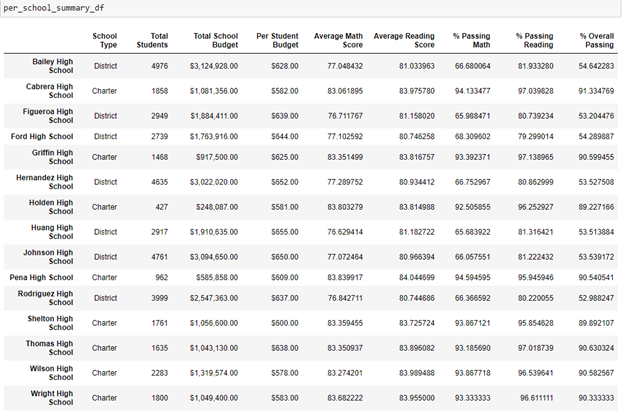 per_school_summary_df
School Type Total Students Total School Budget Per Student Budget Average Math Score Average Reading Score % Passing Math % Passing Reading % Overall Passing
Bailey High School District 4976 $3,124,928.00 $628.00 77.048432 81.033963 66.680064 81.933280 54.642283
Cabrera High School Charter 1858 $1,081,356.00 $582.00 83.061895 83.975780 94.133477 97.039828 91.334769
Figueroa High School District 2949 $1,884,411.00 $639.00 76.711767 81.158020 65.988471 80.739234 53.204476
Ford High School District 2739 $1,763,916.00 $644.00 77.102592 80.746258 68.309602 79.299014 54.289887
Griffin High School Charter 1468 $917,500.00 $625.00 83.351499 83.816757 93.392371 97.138965 90.599455
Hernandez High School District 4635 $3,022,020.00 $652.00 77.289752 80.934412 66.752967 80.862999 53.527508
Holden High School Charter 427 $248,087.00 $581.00 83.803279 83.814988 92.505855 96.252927 89.227166
Huang High School District 2917 $1,910,635.00 $655.00 76.629414 81.182722 65.683922 81.316421 53.513884
Johnson High School District 4761 $3,094,650.00 $650.00 77.072464 80.966394 66.057551 81.222432 53.539172
Pena High School Charter 962 $585,858.00 $609.00 83.839917 84.044699 94.594595 95.945946 90.540541
Rodriguez High School District 3999 $2,547,363.00 $637.00 76.842711 80.744686 66.366592 80.220055 52.988247
Shelton High School Charter 1761 $1,056,600.00 $600.00 83.359455 83.725724 93.867121 95.854628 89.892107
Thomas High School Charter 1635 $1,043,130.00 $638.00 83.350937 83.896082 93.185690 97.018739 90.630324
Wilson High School Charter 2283 $1,319,574.00 $578.00 83.274201 83.989488 93.867718 96.539641 90.582567
Wright High School Charter 1800 $1,049,400.00 $583.00 83.682222 83.955000 93.333333 96.611111 90.333333